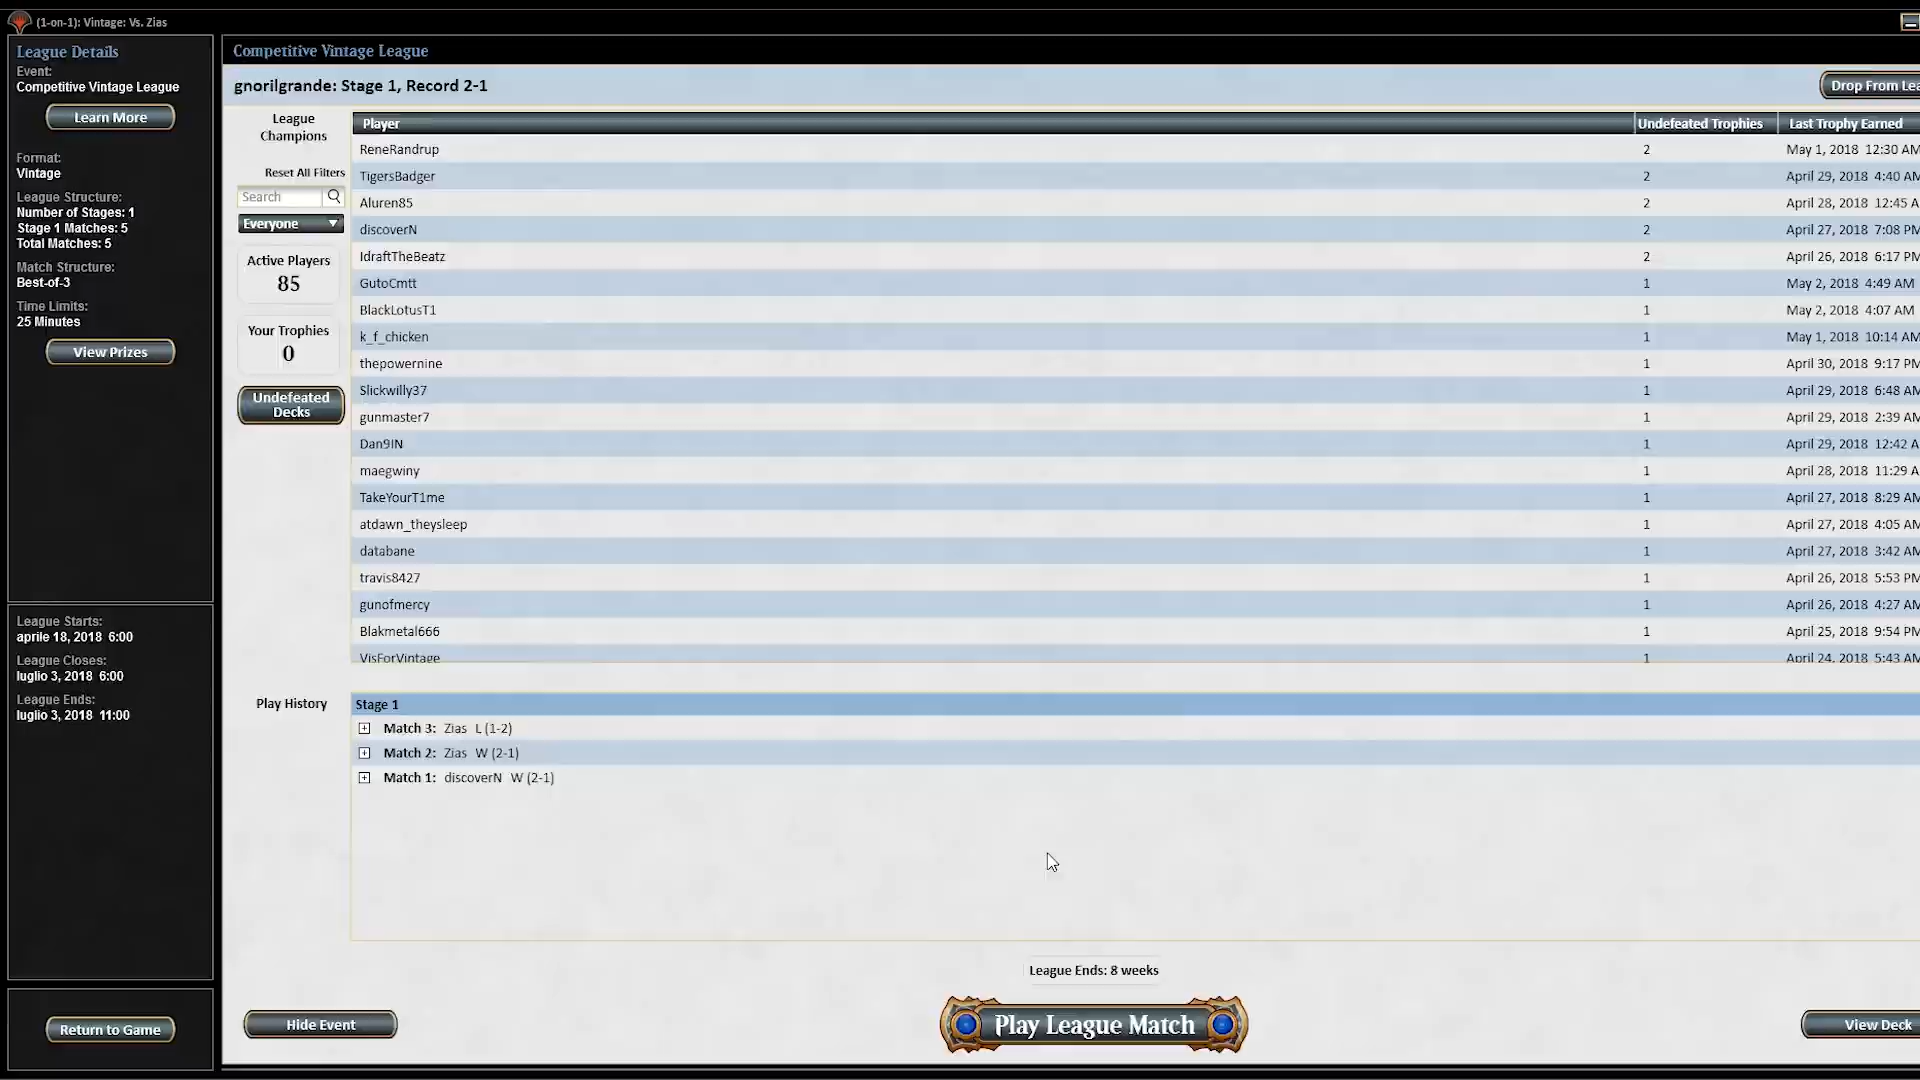 (1-on-1): Vintage: Vs. Zias
League Details
Event:
Competitive Vintage League
Learn More
Format:
Vintage
League Structure:
Number of Stages: 1
Stage 1 Matches: 5
Total Matches: 5
Match Structure:
Best-of-3
Time Limits:
25 Minutes
View Prizes
League Starts:
aprile 18, 2018 6:00
League Closes:
luglio 3, 2018 6:00
League Ends:
luglio 3, 2018 11:00
Return to Game
Competitive Vintage League
gnorilgrande: Stage 1, Record 2-1
Drop From Lea
League
Champions
Reset All Filters
Search
Everyone
Active Players
85
Your Trophies
0
Undefeated
Decks
Player Undefeated Trophies Last Trophy Earned
ReneRandrup 2 May 1, 2018 12:30 AM
TigersBadger 2 April 29, 2018 4:40 AM
Aluren85 2 April 28, 2018 12:45 A
discoverN 2 April 27, 2018 7:08 PM
IdraftTheBeatz 2 April 26, 2018 6:17 PM
GutoCmtt 1 May 2, 2018 4:49 AM
BlackLotusT1 1 May 2, 2018 4:07 AM
k_f_chicken 1 May 1, 2018 10:14 AM
thepowernine 1 April 30, 2018 9:17 PM
Slickwilly37 1 April 29, 2018 6:48 AM
gunmaster7 1 April 29, 2018 2:39 AM
Dan9IN 1 April 29, 2018 12:42 A
maegwiny 1 April 28, 2018 11:29 A
TakeYourT1me 1 April 27, 2018 8:29 AM
atdawn_theysleep 1 April 27, 2018 4:05 AM
databane 1 April 27, 2018 3:42 AM
travis8427 1 April 26, 2018 5:53 PM
gunofmercy 1 April 26, 2018 4:27 AM
Blakmetal666 1 April 25, 2018 9:54 PM
VisForVintage 1 April 24, 2018 5:43 AM
Play History
Stage 1
Match 3: Zias L (1-2)
Match 2: Zias W (2-1)
Match 1: discoverN W (2-1)
League Ends: 8 weeks
Hide Event
Play League Match
View Deck